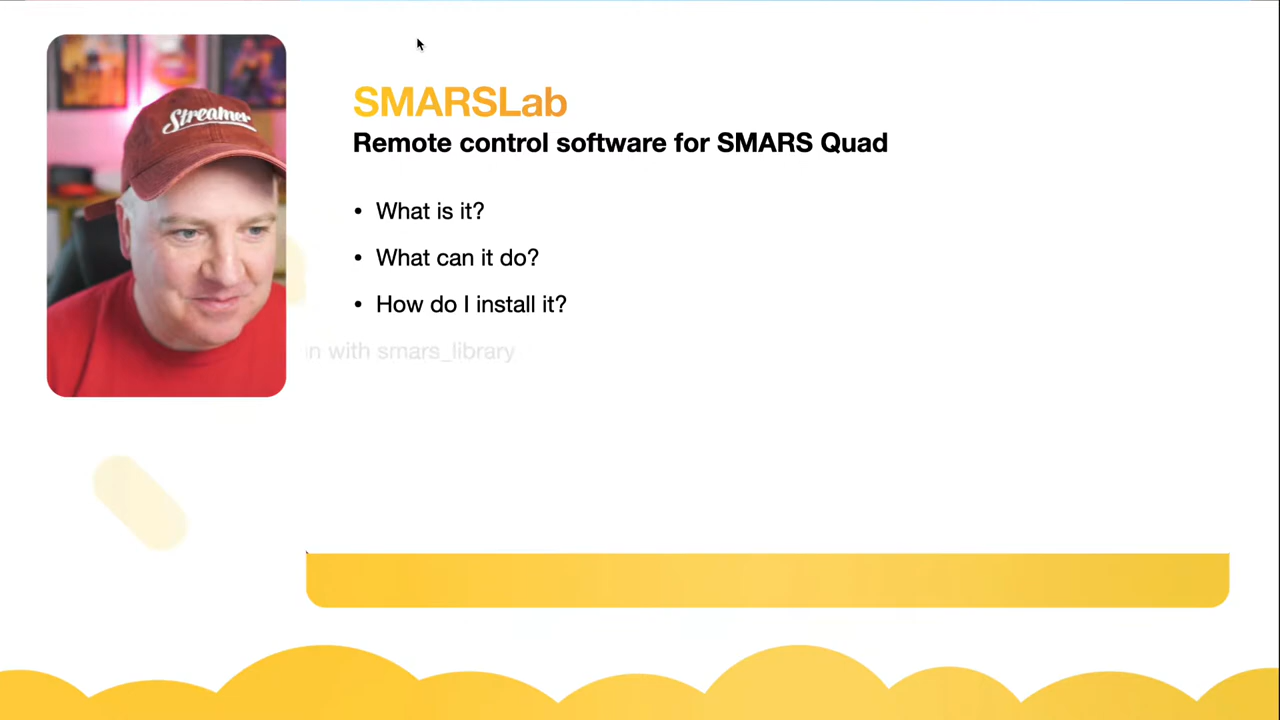 Streamer
SMARSLab
Remote control software for SMARS Quad
• What is it?
• What can it do?
• How do I install it?
with smars_library